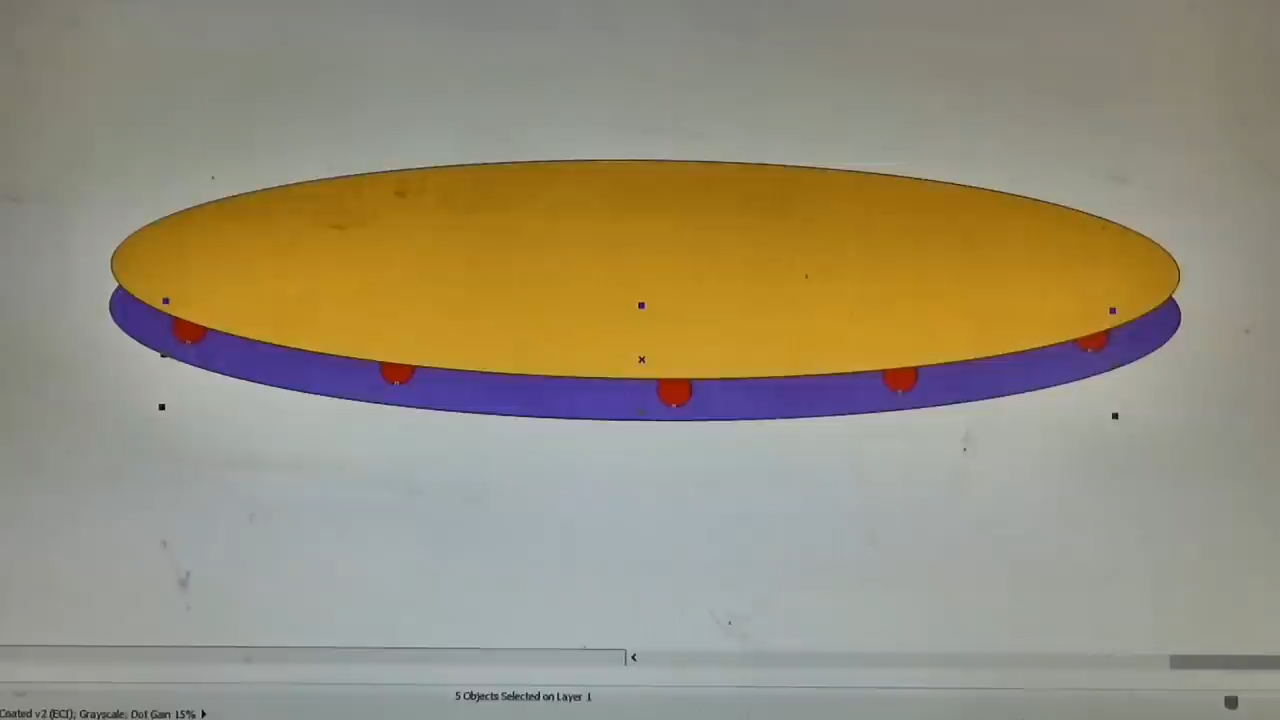 5 Objects Selected on Layer 1
Coated v2 (ECI); Grayscale: Dot Gain 15%